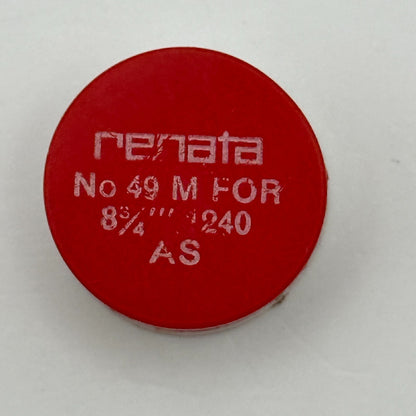 renata
No 49 M FOR
8¾''' 1240
AS